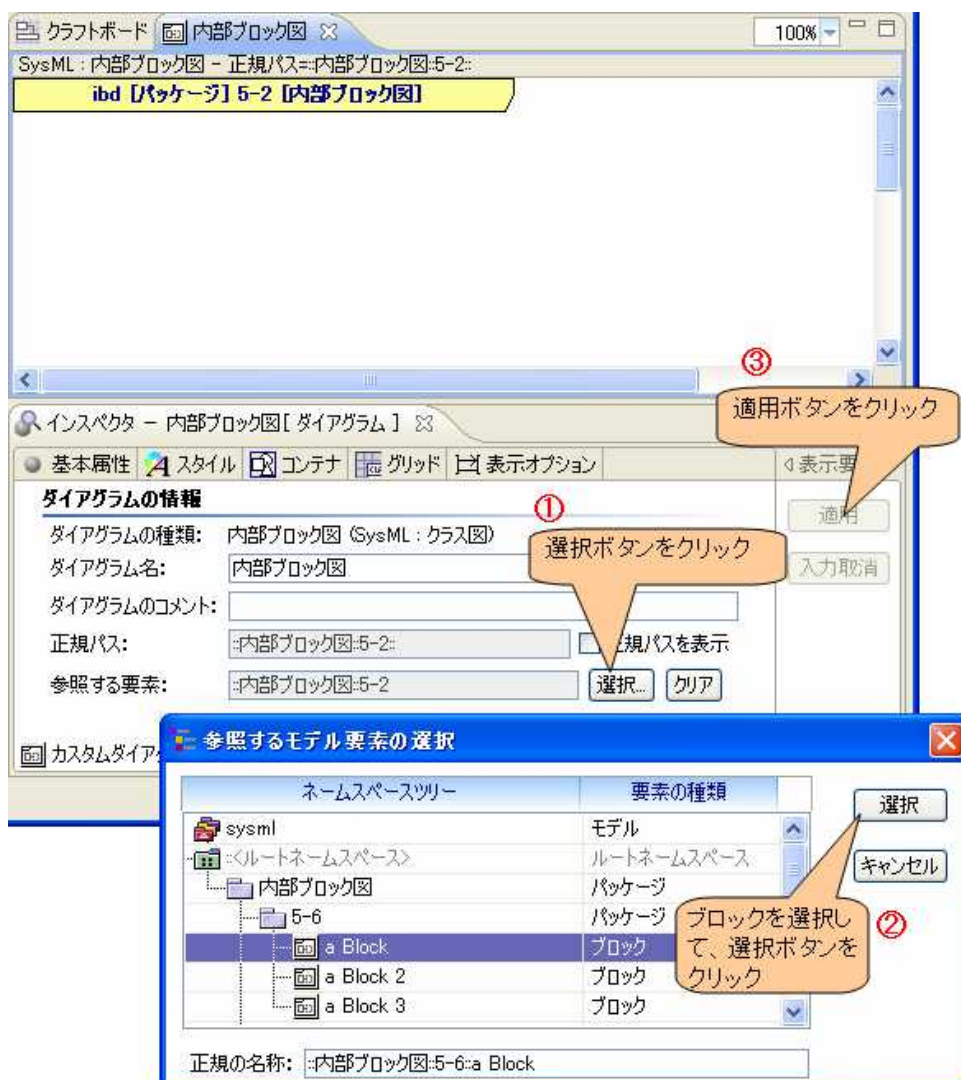 クラフトボード 内部ブロック図 100%
SysML : 内部ブロック図 - 正規パス=::内部ブロック図::5-2::
ibd [パッケージ] 5-2 [内部ブロック図]
③
適用ボタンをクリック
インスペクタ - 内部ブロック図[ ダイアグラム ]
基本属性 スタイル コンテナ グリッド 表示オプション
表示要
ダイアグラムの情報
適用
①
選択ボタンをクリック
ダイアグラムの種類: 内部ブロック図 (SysML : クラス図)
ダイアグラム名: 内部ブロック図
入力取消
ダイアグラムのコメント:
正規パス: ::内部ブロック図::5-2:: 正規パスを表示
参照する要素: ::内部ブロック図::5-2 選択... クリア
カスタムダイア
参照するモデル要素の選択
ネームスペースツリー 要素の種類
選択
sysml モデル
::<ルートネームスペース> ルートネームスペース
キャンセル
内部ブロック図 パッケージ
5-6 パッケージ
a Block ブロック
a Block 2 ブロック
a Block 3 ブロック
ブロックを選択し
て、選択ボタンを
クリック
②
正規の名称: ::内部ブロック図::5-6::a Block